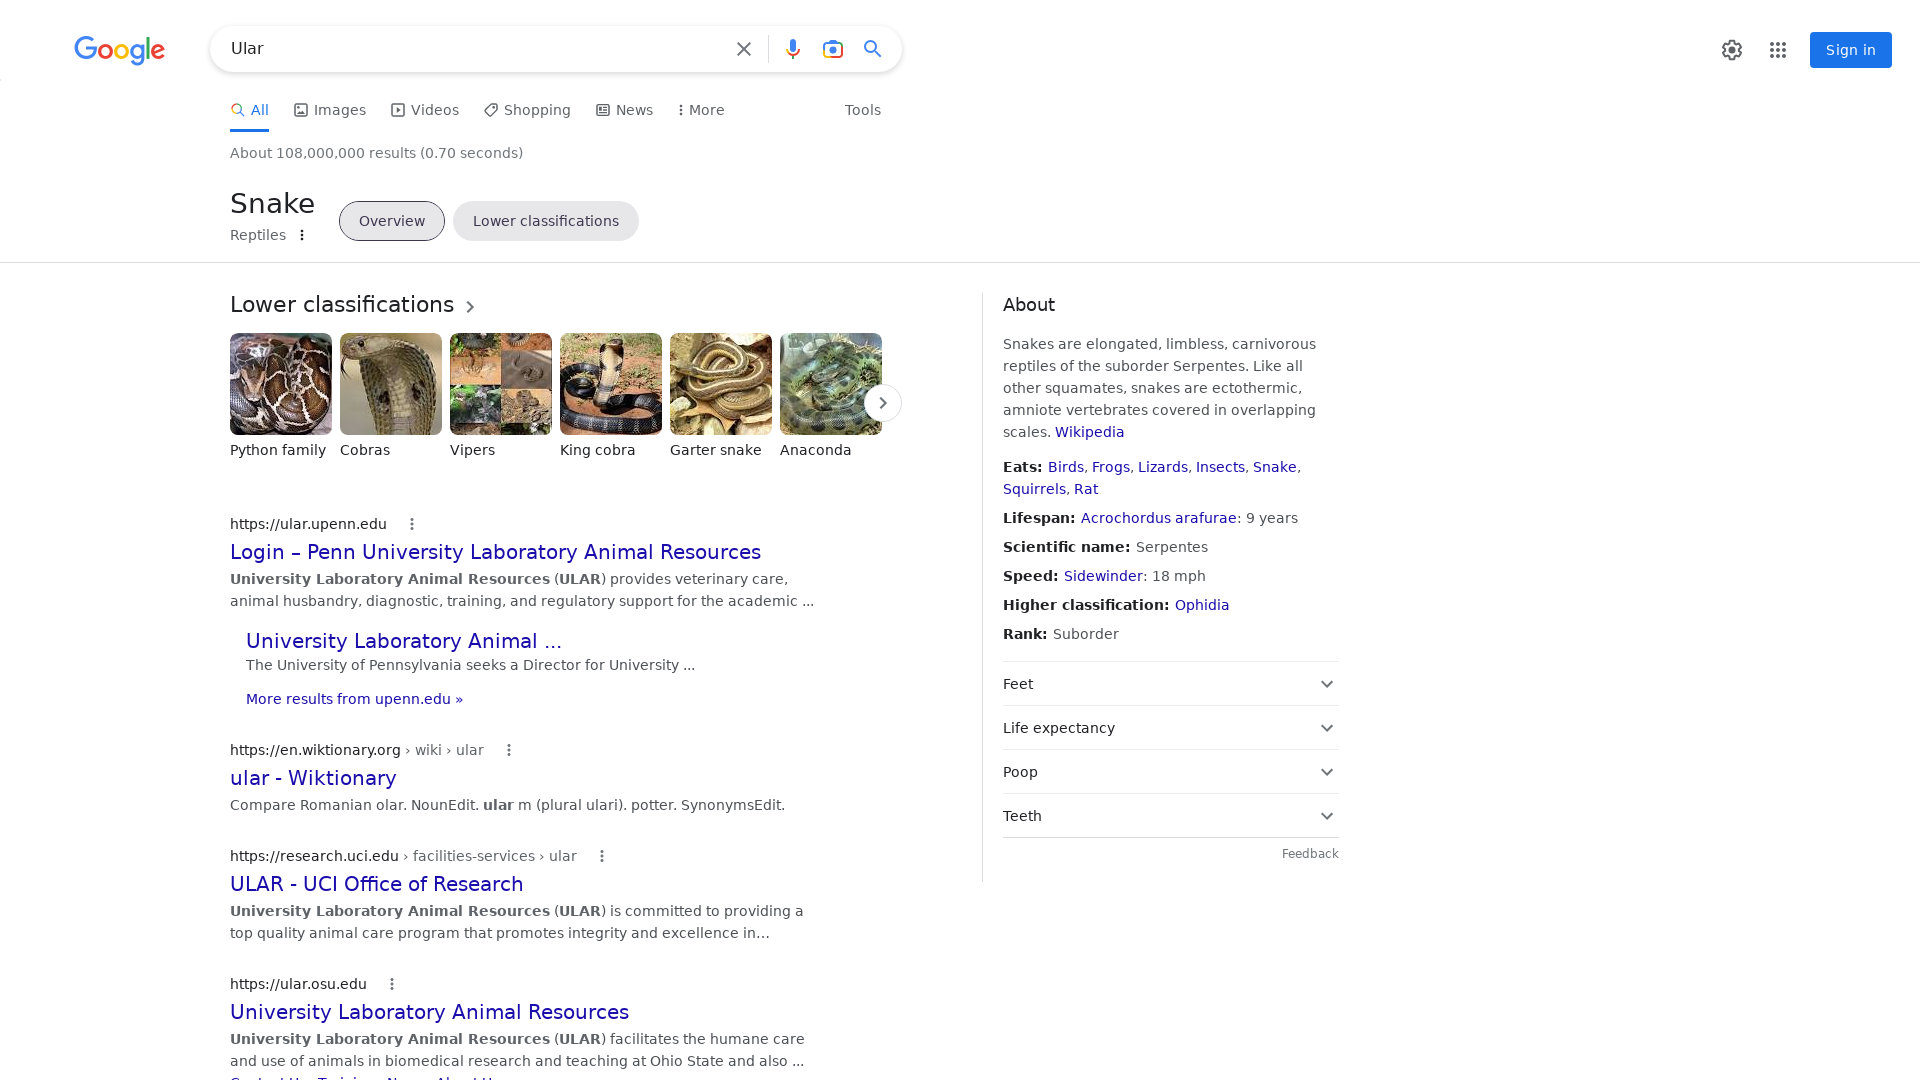 Google
Ular
Sign in
All
Images
Videos
Shopping
News
More
Tools
About 108,000,000 results (0.70 seconds)
Snake
Reptiles
Overview
Lower classifications
Lower classifications
Python family
Cobras
Vipers
King cobra
Garter snake
Anaconda
https://ular.upenn.edu
Login – Penn University Laboratory Animal Resources
University Laboratory Animal Resources (ULAR) provides veterinary care,
animal husbandry, diagnostic, training, and regulatory support for the academic ...
University Laboratory Animal ...
The University of Pennsylvania seeks a Director for University ...
More results from upenn.edu »
https://en.wiktionary.org › wiki › ular
ular - Wiktionary
Compare Romanian olar. NounEdit. ular m (plural ulari). potter. SynonymsEdit.
https://research.uci.edu › facilities-services › ular
ULAR - UCI Office of Research
University Laboratory Animal Resources (ULAR) is committed to providing a
top quality animal care program that promotes integrity and excellence in…
https://ular.osu.edu
University Laboratory Animal Resources
University Laboratory Animal Resources (ULAR) facilitates the humane care
and use of animals in biomedical research and teaching at Ohio State and also ...
About
Snakes are elongated, limbless, carnivorous
reptiles of the suborder Serpentes. Like all
other squamates, snakes are ectothermic,
amniote vertebrates covered in overlapping
scales. Wikipedia
Eats: Birds, Frogs, Lizards, Insects, Snake,
Squirrels, Rat
Lifespan: Acrochordus arafurae: 9 years
Scientific name: Serpentes
Speed: Sidewinder: 18 mph
Higher classification: Ophidia
Rank: Suborder
Feet
Life expectancy
Poop
Teeth
Feedback